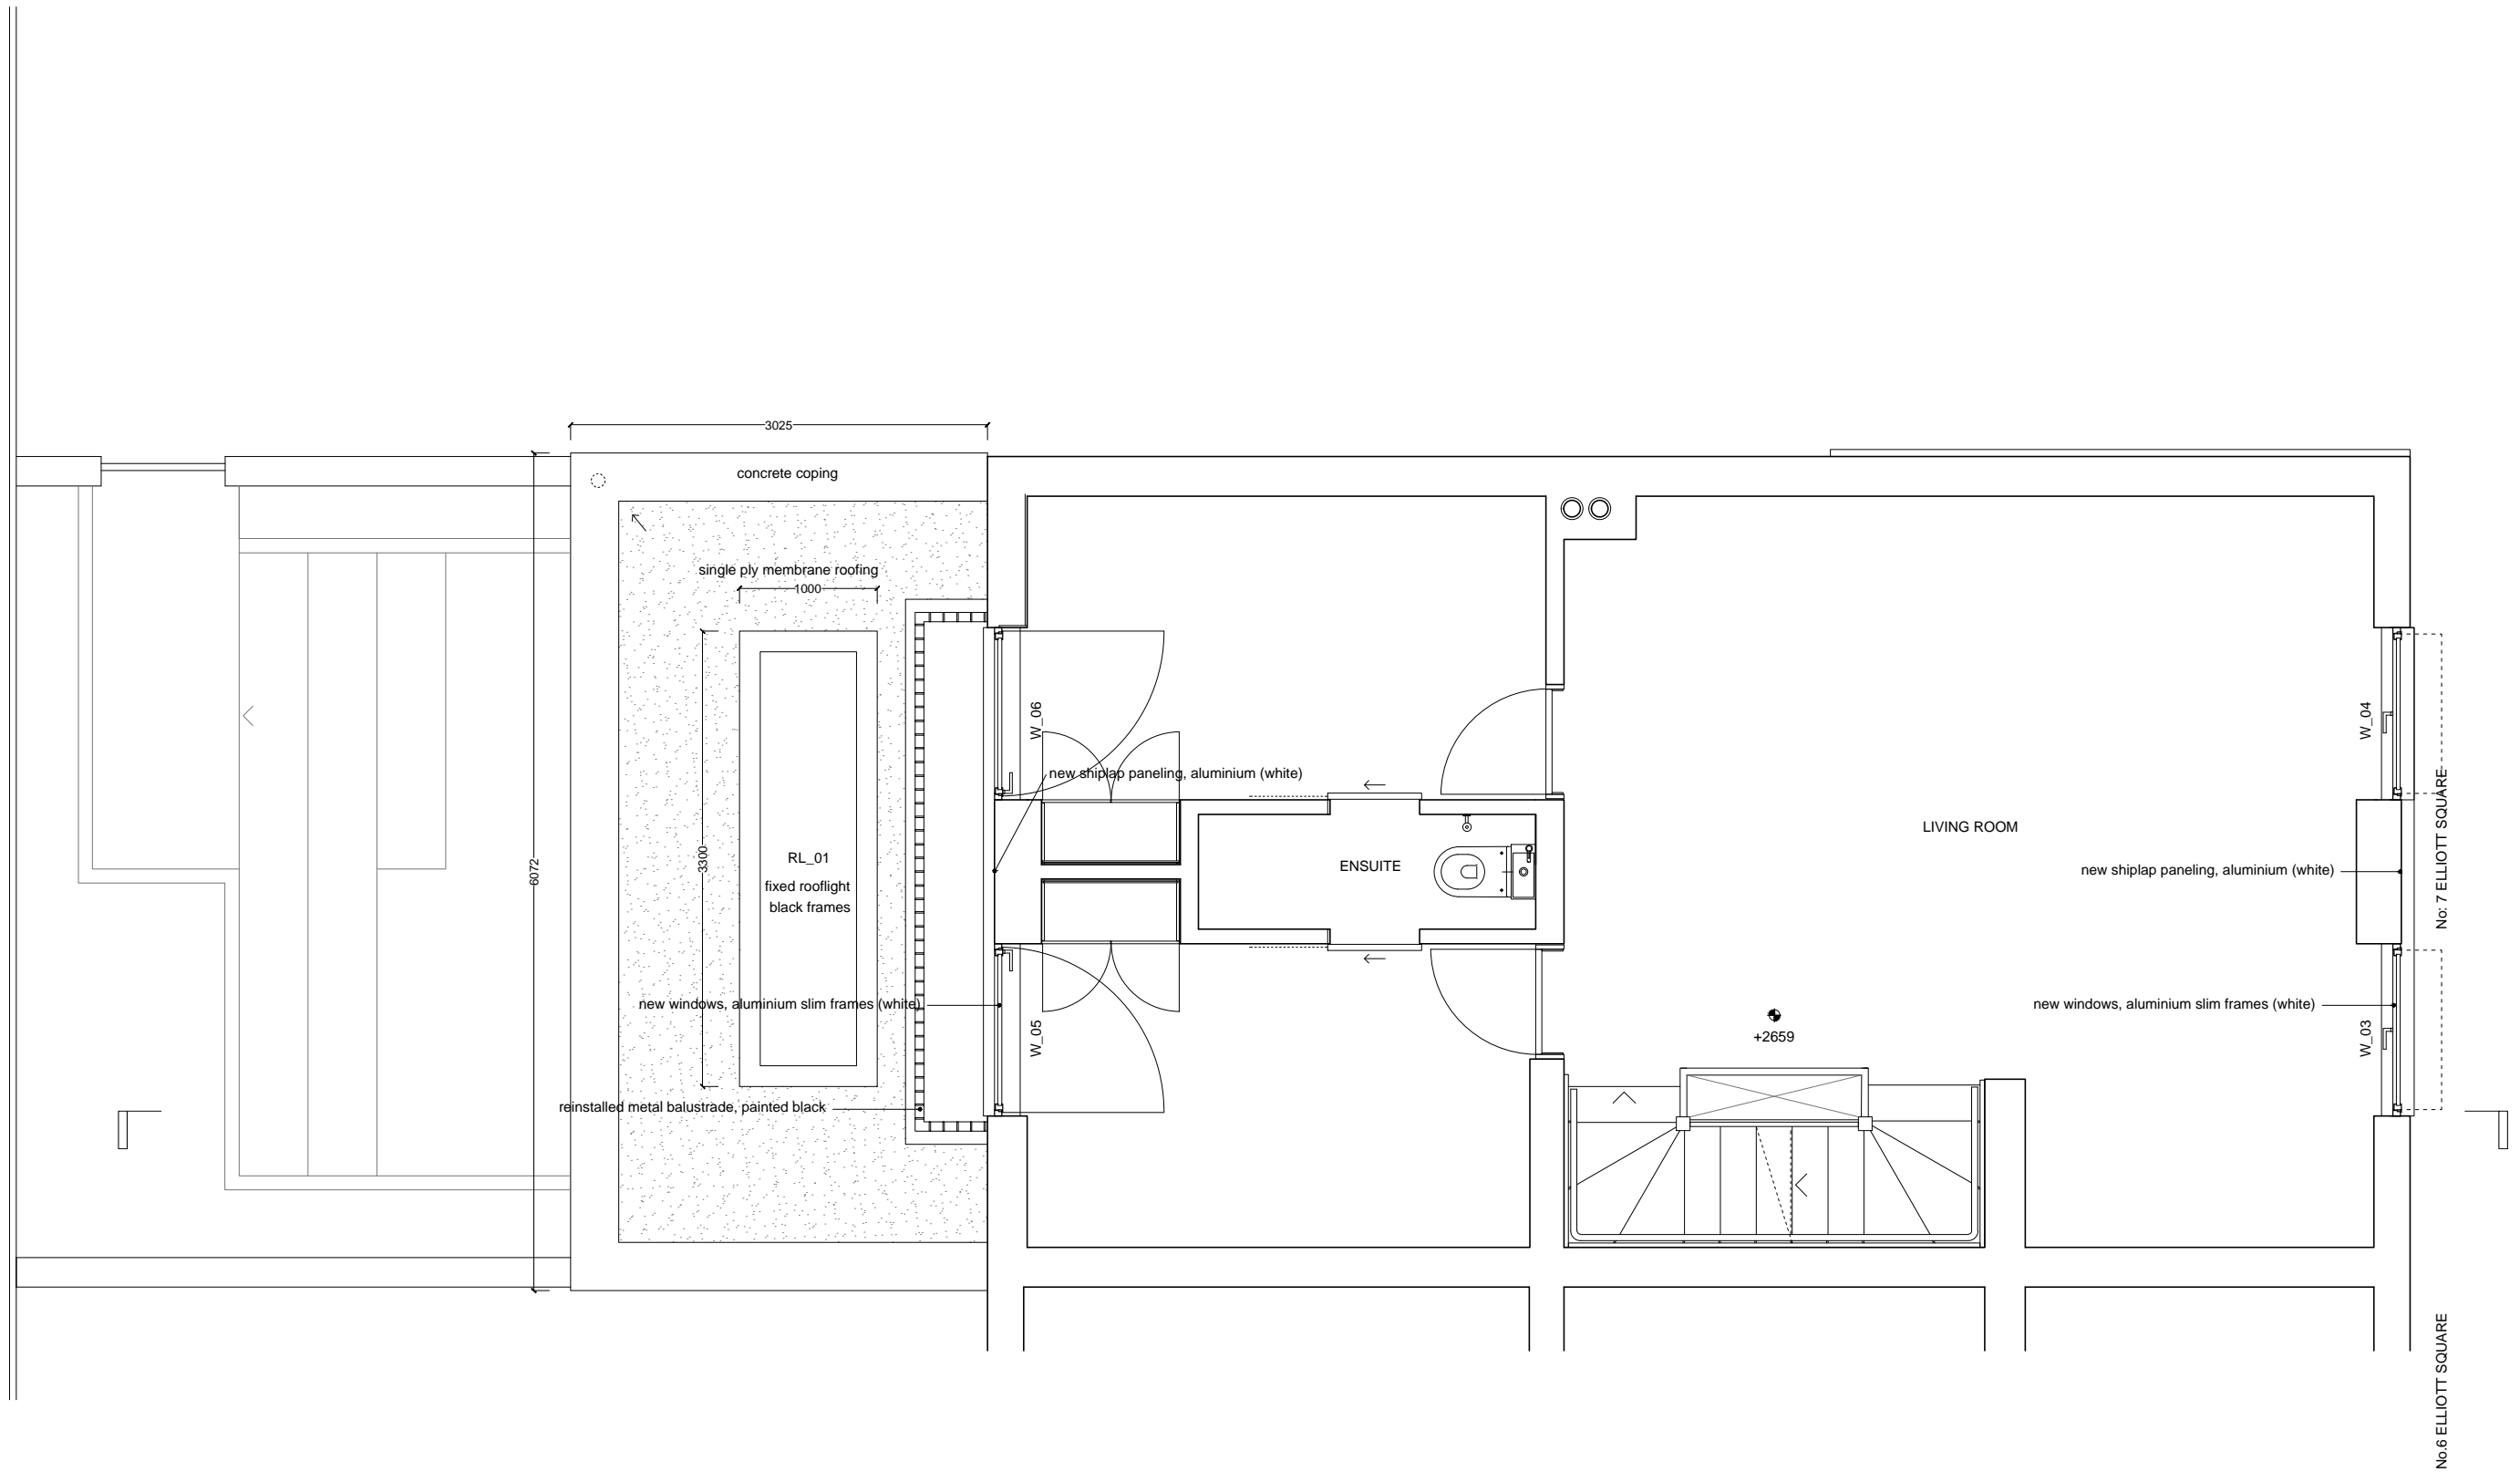 3025
concrete coping
single ply membrane roofing
1000
6072
3300
RL_01
fixed rooflight
black frames
new windows, aluminium slim frames (white)
reinstalled metal balustrade, painted black
W_06
new shiplap paneling, aluminium (white)
ENSUITE
W_05
LIVING ROOM
+2659
W_04
new shiplap paneling, aluminium (white)
new windows, aluminium slim frames (white)
W_03
No: 7 ELLIOTT SQUARE
No.6 ELLIOTT SQUARE